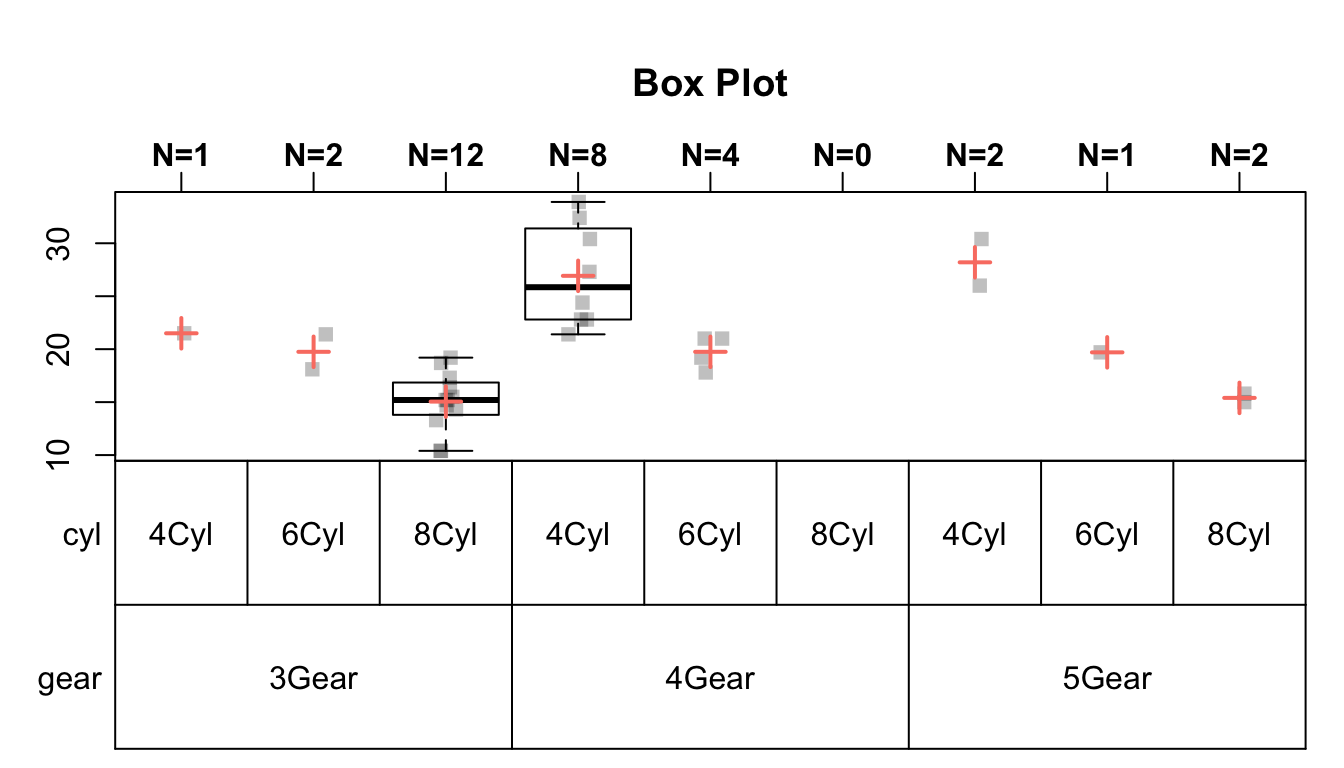 Box Plot
N=1 N=2 N=12 N=8 N=4 N=0 N=2 N=1 N=2
30
20
10
cyl 4Cyl 6Cyl 8Cyl 4Cyl 6Cyl 8Cyl 4Cyl 6Cyl 8Cyl
gear 3Gear 4Gear 5Gear